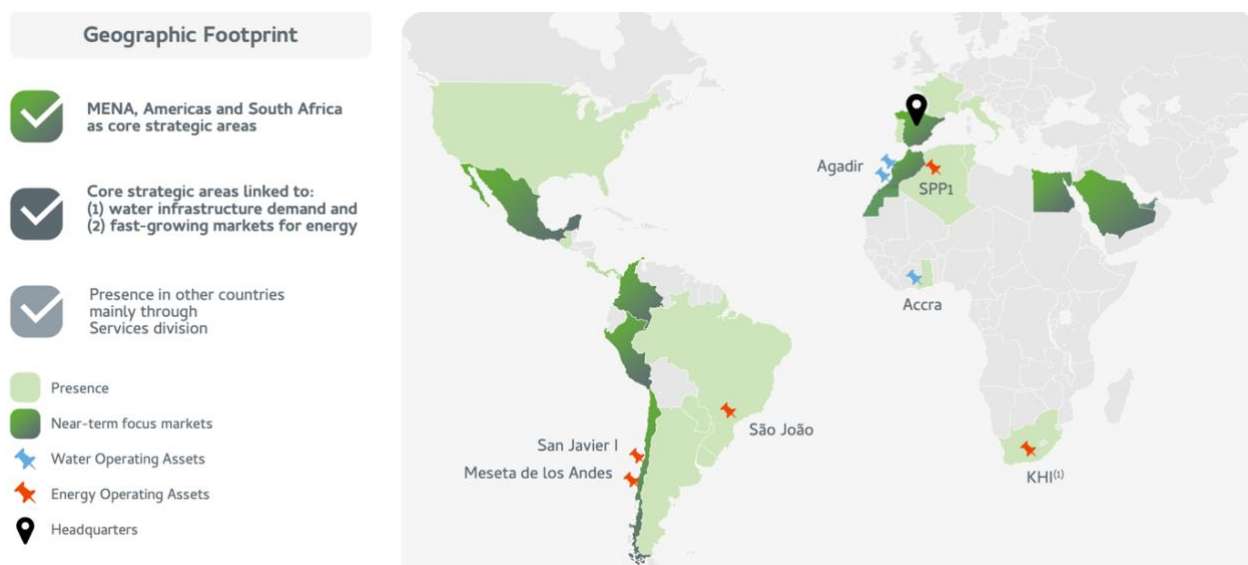 Geographic Footprint
MENA, Americas and South Africa
as core strategic areas
Core strategic areas linked to:
(1) water infrastructure demand and
(2) fast-growing markets for energy
Presence in other countries
mainly through
Services division
Presence
Near-term focus markets
Water Operating Assets
Energy Operating Assets
Headquarters
Agadir
SPP1
Accra
São João
San Javier I
Meseta de los Andes
KHI⁽¹⁾